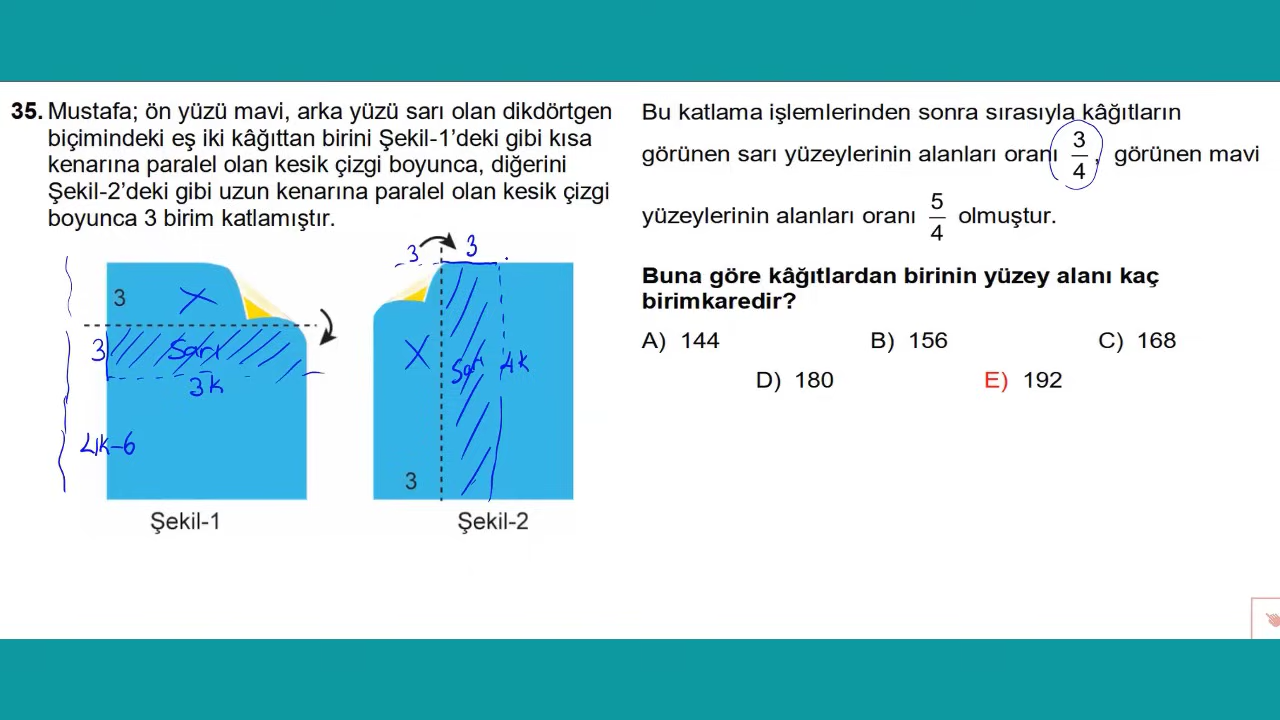 35. Mustafa; ön yüzü mavi, arka yüzü sarı olan dikdörtgen
biçimindeki eş iki kâğıttan birini Şekil-1’deki gibi kısa
kenarına paralel olan kesik çizgi boyunca, diğerini
Şekil-2’deki gibi uzun kenarına paralel olan kesik çizgi
boyunca 3 birim katlamıştır.
3
3
3
X
3
Sarı
3k
4k-6
Şekil-1
X
Sarı
4k
3
Şekil-2
Bu katlama işlemlerinden sonra sırasıyla kâğıtların
görünen sarı yüzeylerinin alanları oranı 3/4, görünen mavi
yüzeylerinin alanları oranı 5/4 olmuştur.
Buna göre kâğıtlardan birinin yüzey alanı kaç
birimkaredir?
A) 144 B) 156 C) 168
D) 180 E) 192